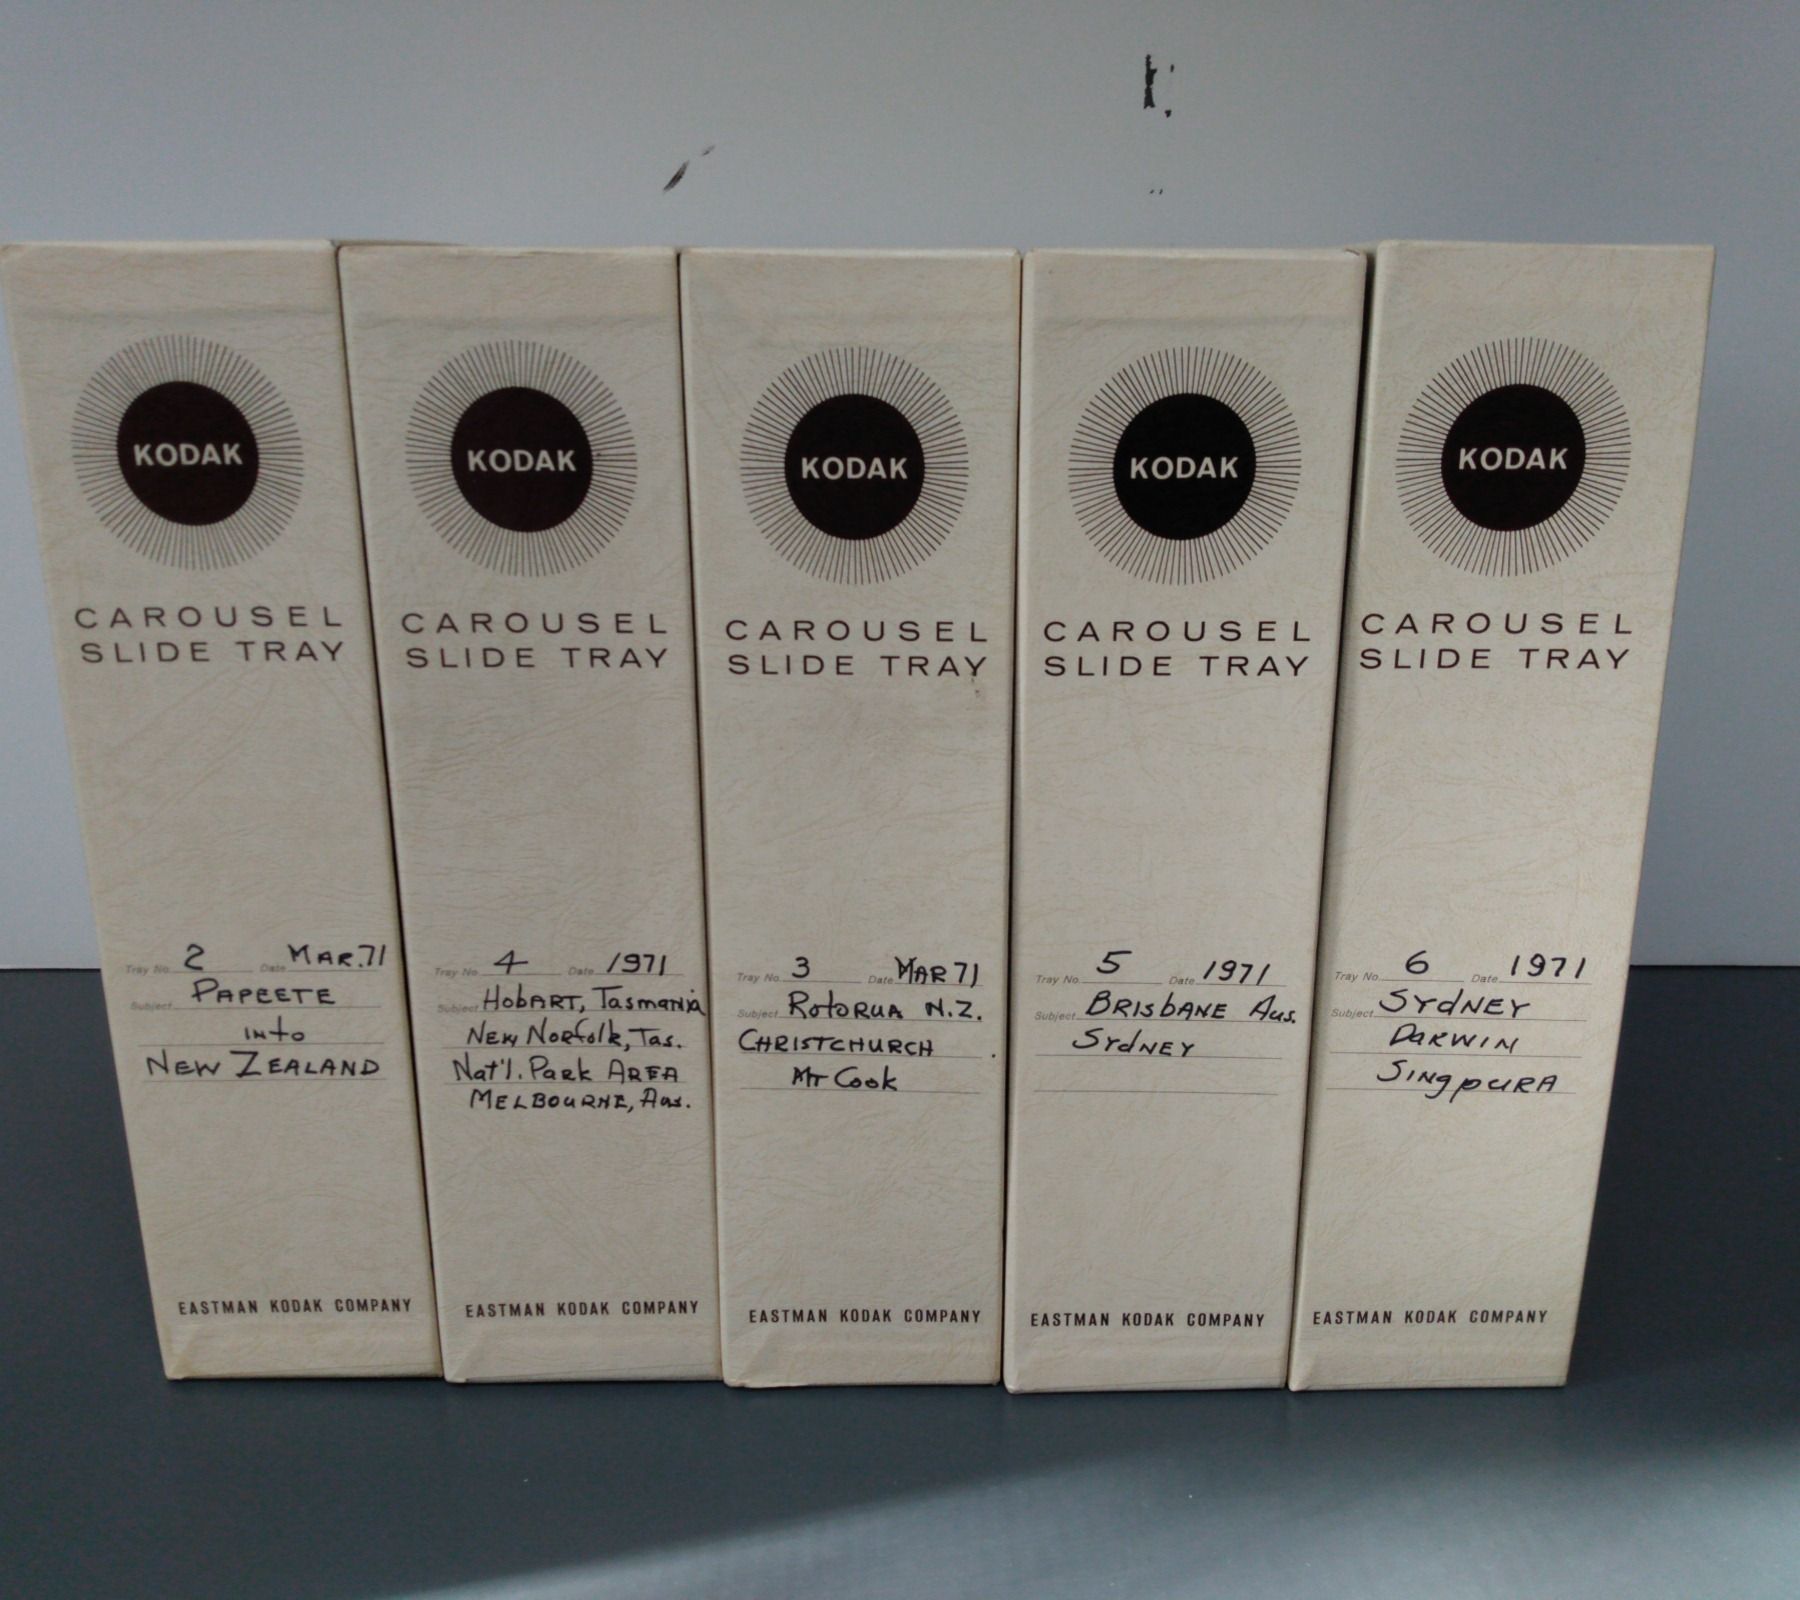 KODAK
CAROUSEL
SLIDE TRAY
Tray No. 2 Date MAR.71
Subject PAPEETE
into
NEW ZEALAND
EASTMAN KODAK COMPANY
KODAK
CAROUSEL
SLIDE TRAY
Tray No. 4 Date 1971
Subject HobART, Tasmania
New Norfolk, Tas.
Nat'l. Park AREA
MELBOURNE, Aus.
EASTMAN KODAK COMPANY
KODAK
CAROUSEL
SLIDE TRAY
Tray No. 3 Date MAR 71
Subject RotoRUA N.Z.
CHRISTCHURCH
Mt Cook
EASTMAN KODAK COMPANY
KODAK
CAROUSEL
SLIDE TRAY
Tray No. 5 Date 1971
Subject BRISbANE Aus.
SydNEY
EASTMAN KODAK COMPANY
KODAK
CAROUSEL
SLIDE TRAY
Tray No. 6 Date 1971
Subject SYdNEY
DARWIN
SINgpuRA
EASTMAN KODAK COMPANY